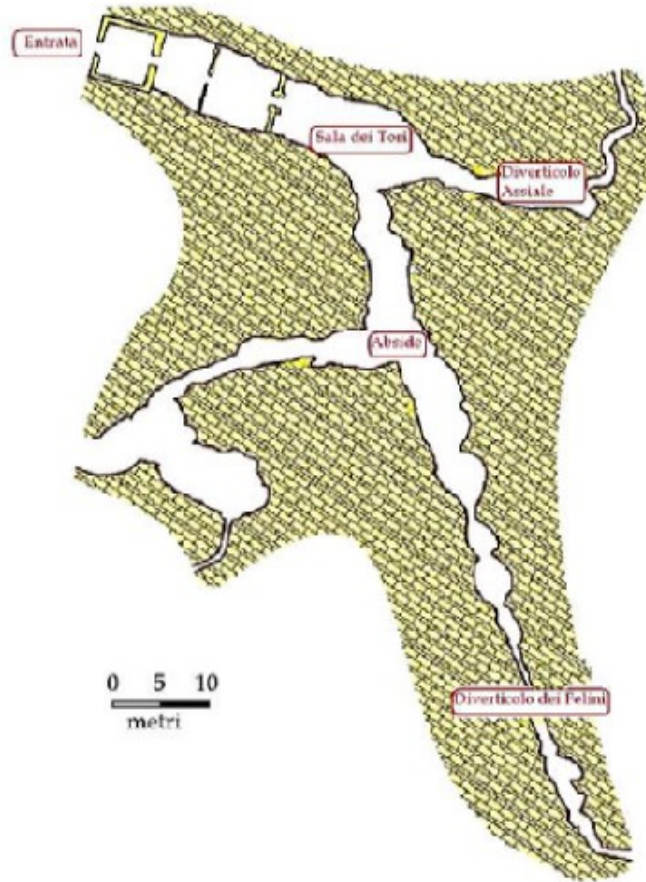 Entrata
Sala dei Tori
Diverticolo
Assiale
Abside
Diverticolo dei Felini
0 5 10
metri